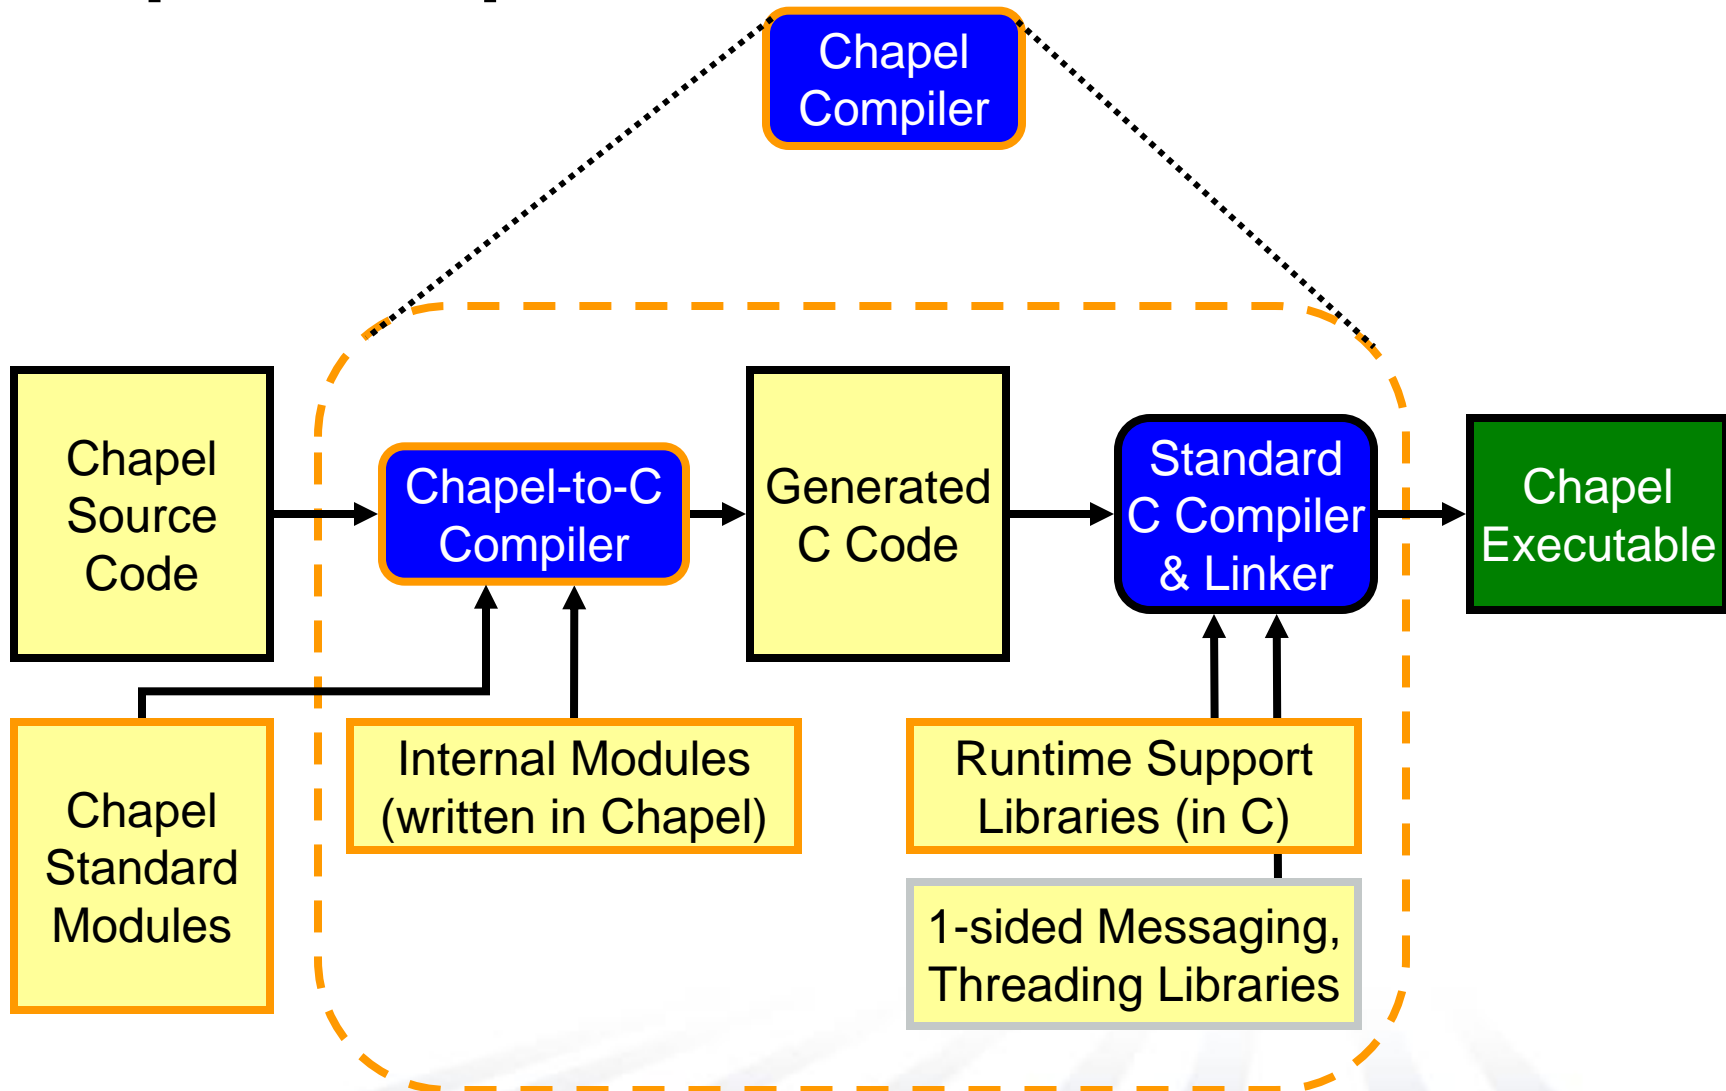 Chapel
Compiler
Chapel
Source
Code
Chapel-to-C
Compiler
Generated
C Code
Standard
C Compiler
& Linker
Chapel
Executable
Chapel
Standard
Modules
Internal Modules
(written in Chapel)
Runtime Support
Libraries (in C)
1-sided Messaging,
Threading Libraries